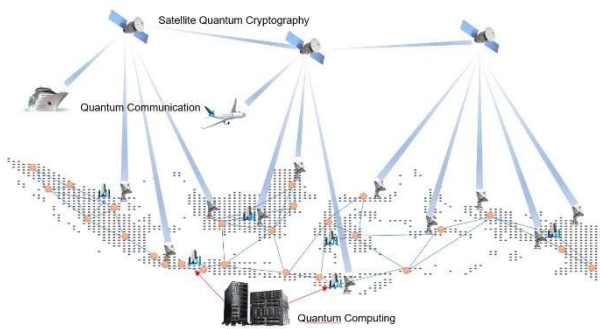 Satellite Quantum Cryptography
Quantum Communication
Quantum Computing